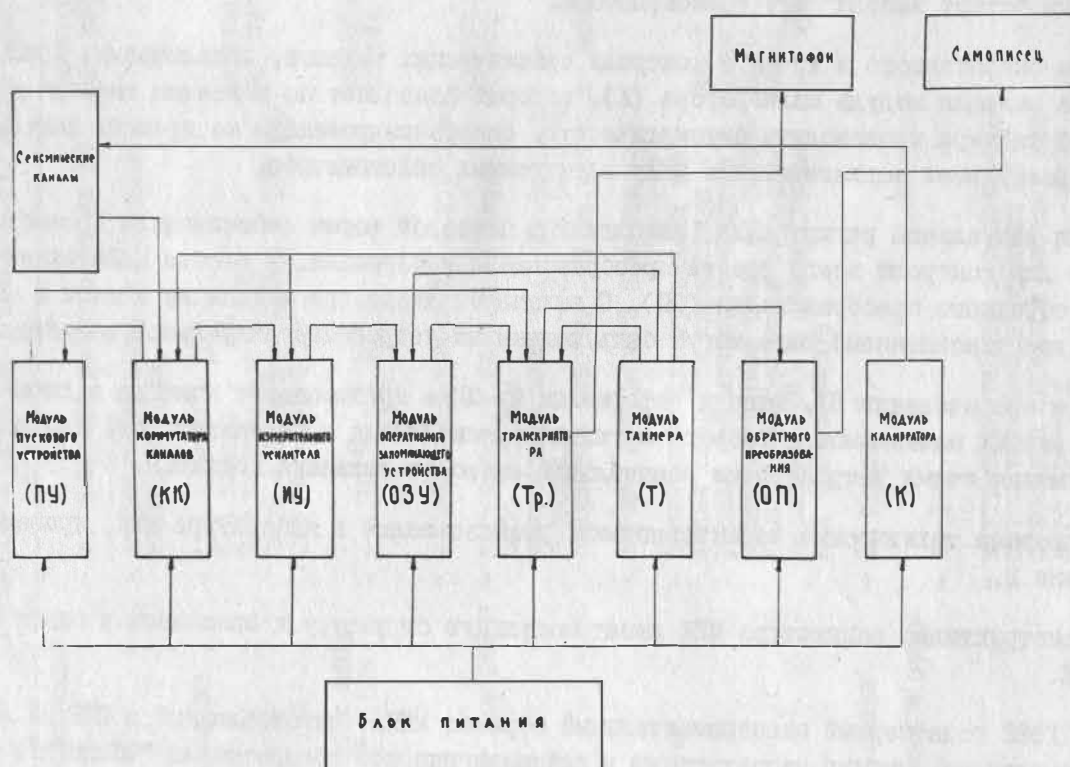 Магнитофон
Самописец
Сейсмические
каналы
Модуль
пускового
устройства
(ПУ)
Модуль
коммутатора
каналов
(КК)
Модуль
измерительного
усилителя
(ИУ)
Модуль
оперативного
запоминающего
устройства
(ОЗУ)
Модуль
транскрипто
ра
(Тр.)
Модуль
таймера
(Т)
Модуль
обратного
преобразова
ния
(ОП)
Модуль
калибратора
(К)
Блок питания